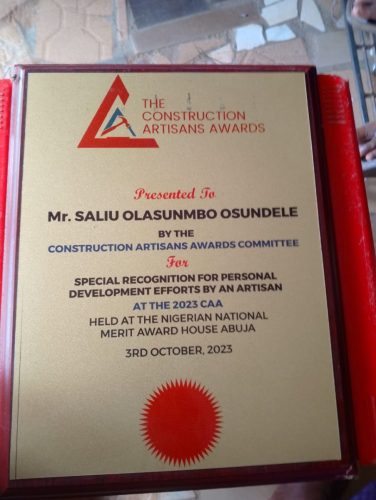 THE
CONSTRUCTION
ARTISANS AWARDS
Presented To
Mr. SALIU OLASUNMBO OSUNDELE
BY THE
CONSTRUCTION ARTISANS AWARDS COMMITTEE
For
SPECIAL RECOGNITION FOR PERSONAL
DEVELOPMENT EFFORTS BY AN ARTISAN
AT THE 2023 CAA
HELD AT THE NIGERIAN NATIONAL
MERIT AWARD HOUSE ABUJA
3RD OCTOBER, 2023